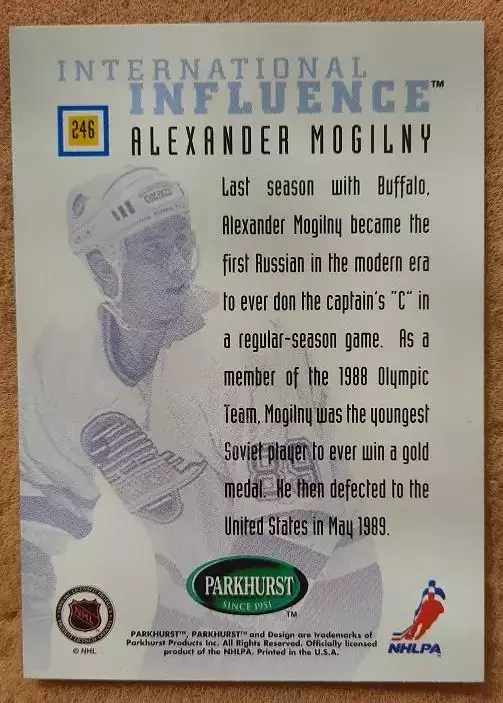 INTERNATIONAL
INFLUENCE™
246
ALEXANDER MOGILNY
Last season with Buffalo,
Alexander Mogilny became the
first Russian in the modern era
to ever don the captain's "C" in
a regular-season game. As a
member of the 1988 Olympic
Team, Mogilny was the youngest
Soviet player to ever win a gold
medal. He then defected to the
United States in May 1989.
PARKHURST
SINCE 1951
™
NHL
© NHL
PARKHURST™, PARKHURST™ and Design are trademarks of
Parkhurst Products Inc. All Rights Reserved. Officially licensed
product of the NHLPA. Printed in the U.S.A.
NHLPA™